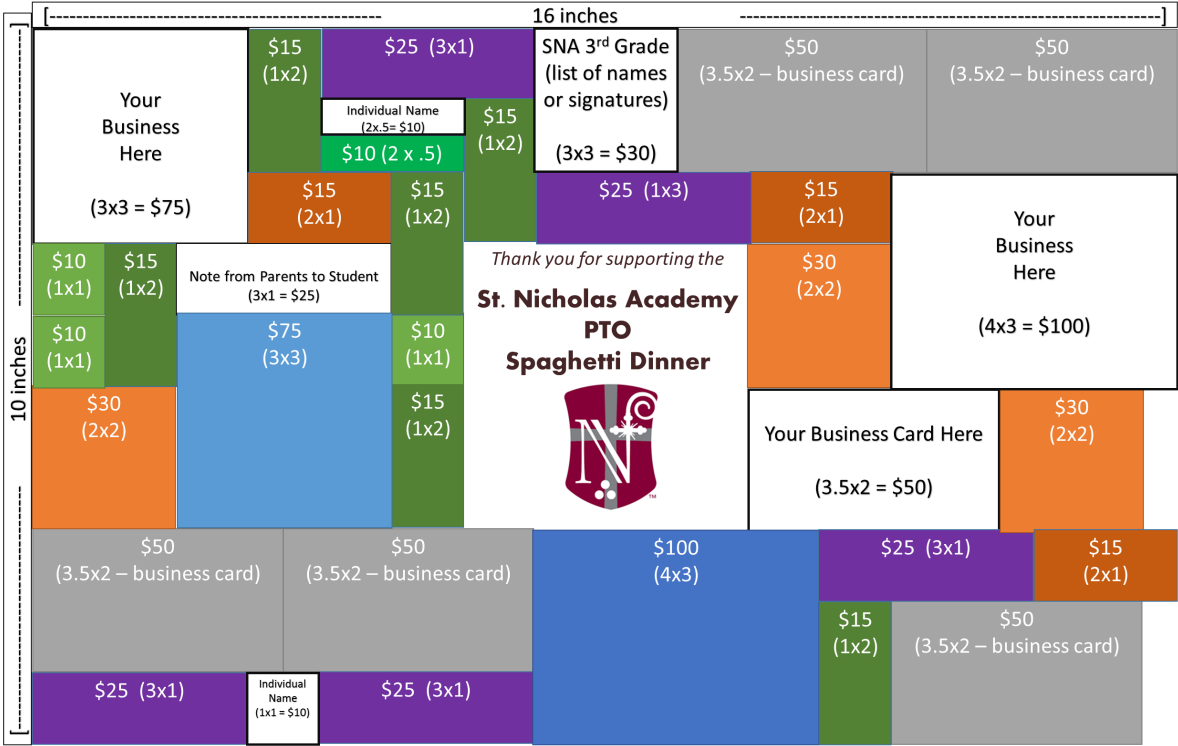 [---------------------------------------------------- 16 inches ------------------------------------------------------------------]
]---------------------------------------- 10 inches -----------------------------------[
Your
Business
Here
(3x3 = $75)
$15
(1x2)
$25  (3x1)
Individual Name
(2x.5= $10)
$10 (2 x .5)
$15
(1x2)
SNA 3rd Grade
(list of names
or signatures)
(3x3 = $30)
$50
(3.5x2 – business card)
$50
(3.5x2 – business card)
$15
(2x1)
$15
(1x2)
$25  (1x3)
$15
(2x1)
Your
Business
Here
(4x3 = $100)
$10
(1x1)
$15
(1x2)
Note from Parents to Student
(3x1 = $25)
Thank you for supporting the
St. Nicholas Academy
PTO
Spaghetti Dinner
N
TM
$30
(2x2)
$10
(1x1)
$75
(3x3)
$10
(1x1)
$30
(2x2)
$15
(1x2)
Your Business Card Here
(3.5x2 = $50)
$30
(2x2)
$50
(3.5x2 – business card)
$50
(3.5x2 – business card)
$100
(4x3)
$25  (3x1)
$15
(2x1)
$15
(1x2)
$50
(3.5x2 – business card)
$25  (3x1)
Individual
Name
(1x1 = $10)
$25  (3x1)